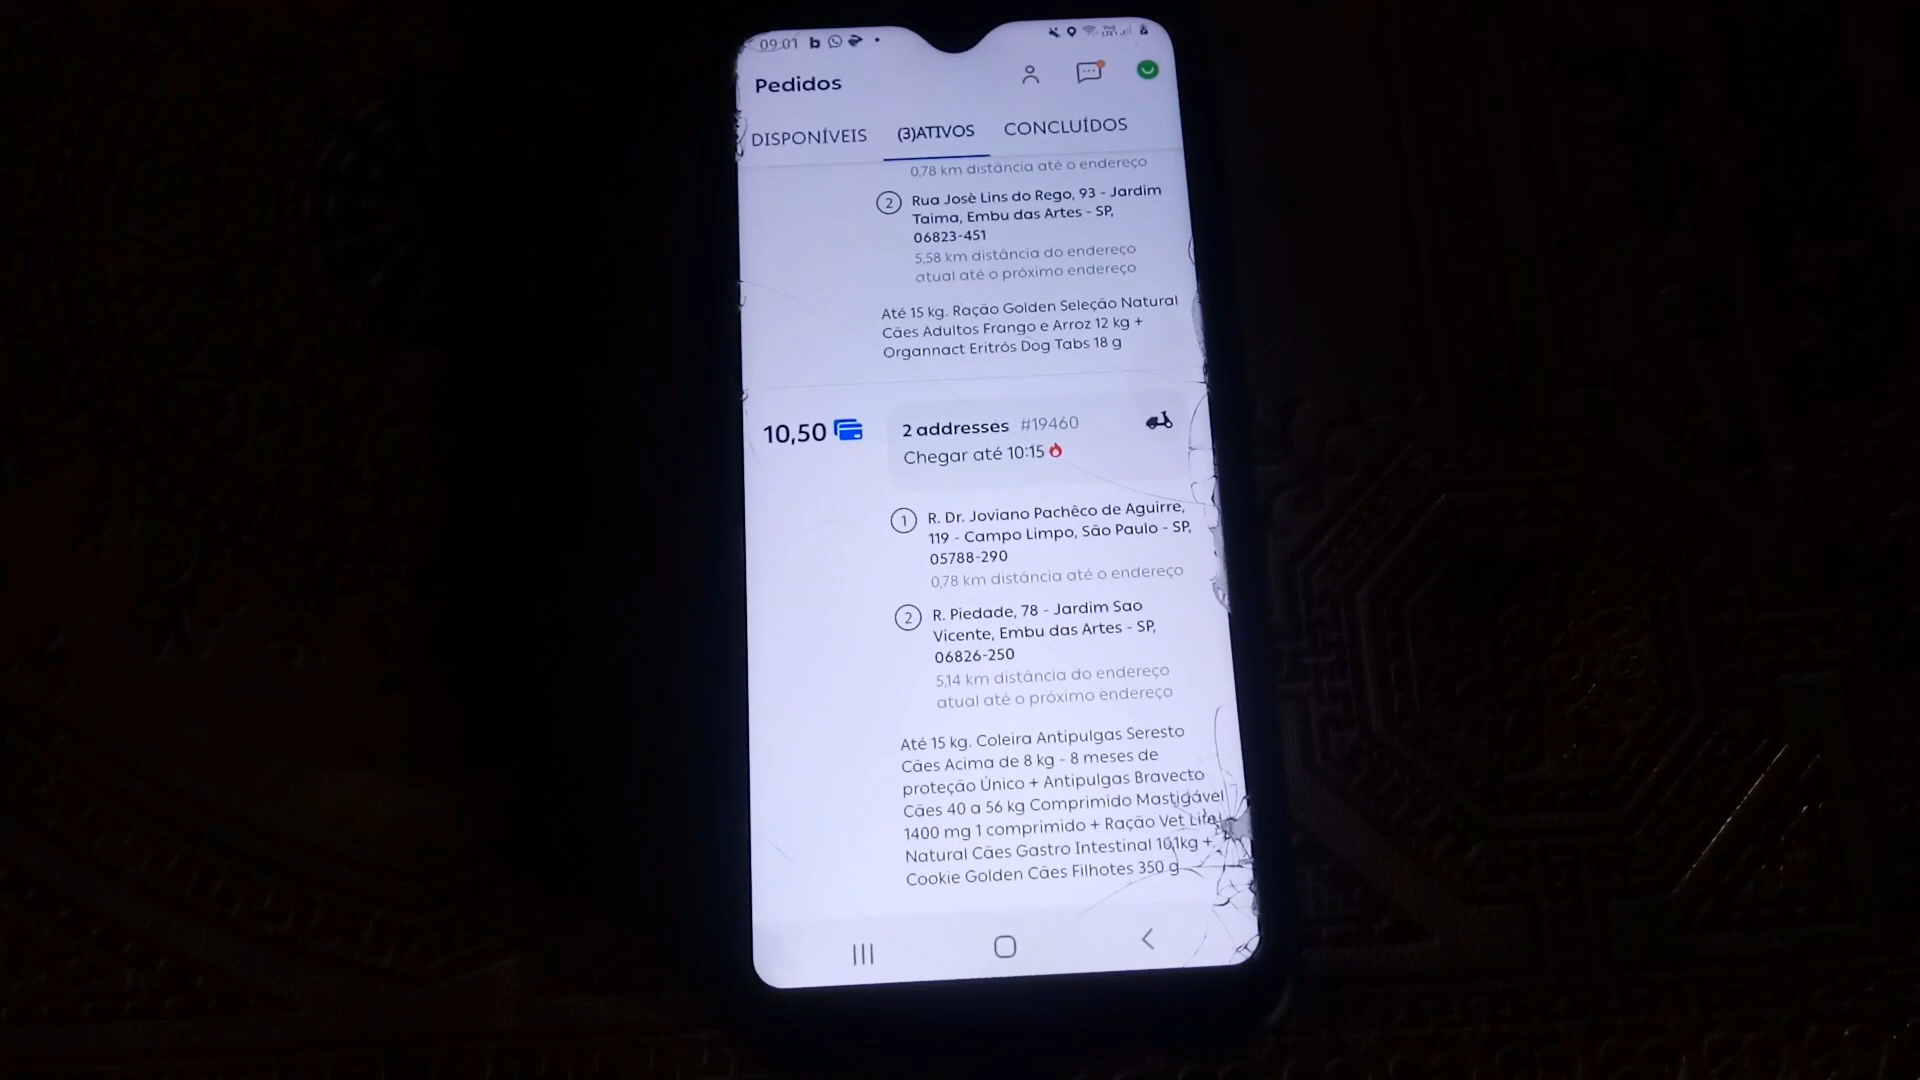 09:01
Pedidos
DISPONÍVEIS (3)ATIVOS CONCLUÍDOS
0,78 km distância até o endereço
2 Rua Josè Lins do Rego, 93 - Jardim
Taima, Embu das Artes - SP,
06823-451
5,58 km distância do endereço
atual até o próximo endereço
Até 15 kg. Ração Golden Seleção Natural
Cães Adultos Frango e Arroz 12 kg +
Organnact Eritrós Dog Tabs 18 g
10,50
2 addresses #19460
Chegar até 10:15
1 R. Dr. Joviano Pachêco de Aguirre,
119 - Campo Limpo, São Paulo - SP,
05788-290
0,78 km distância até o endereço
2 R. Piedade, 78 - Jardim Sao
Vicente, Embu das Artes - SP,
06826-250
5,14 km distância do endereço
atual até o próximo endereço
Até 15 kg. Coleira Antipulgas Seresto
Cães Acima de 8 kg - 8 meses de
proteção Único + Antipulgas Bravecto
Cães 40 a 56 kg Comprimido Mastigável
1400 mg 1 comprimido + Ração Vet Life
Natural Cães Gastro Intestinal 10,1kg +
Cookie Golden Cães Filhotes 350 g